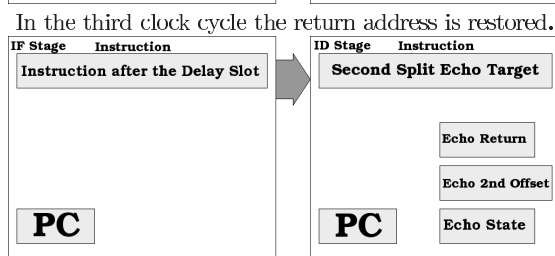 In the third clock cycle the return address is restored.
IF Stage Instruction
Instruction after the Delay Slot
PC
ID Stage Instruction
Second Split Echo Target
Echo Return
Echo 2nd Offset
PC
Echo State